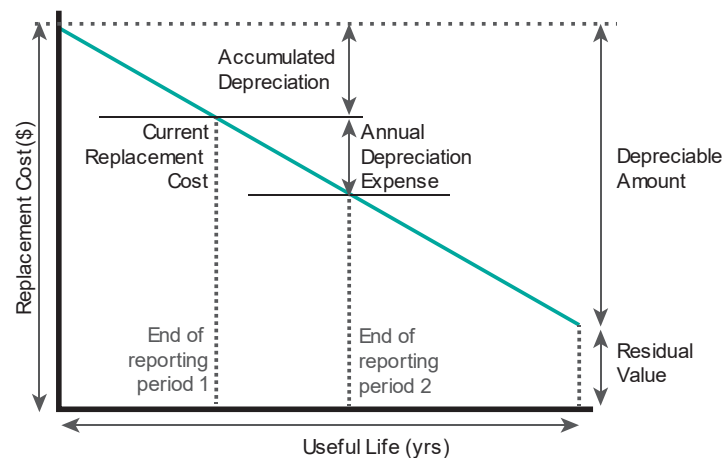 Replacement Cost ($)
Accumulated
Depreciation
Current
Replacement
Cost
Annual
Depreciation
Expense
Depreciable
Amount
End of
reporting
period 1
End of
reporting
period 2
Residual
Value
Useful Life (yrs)